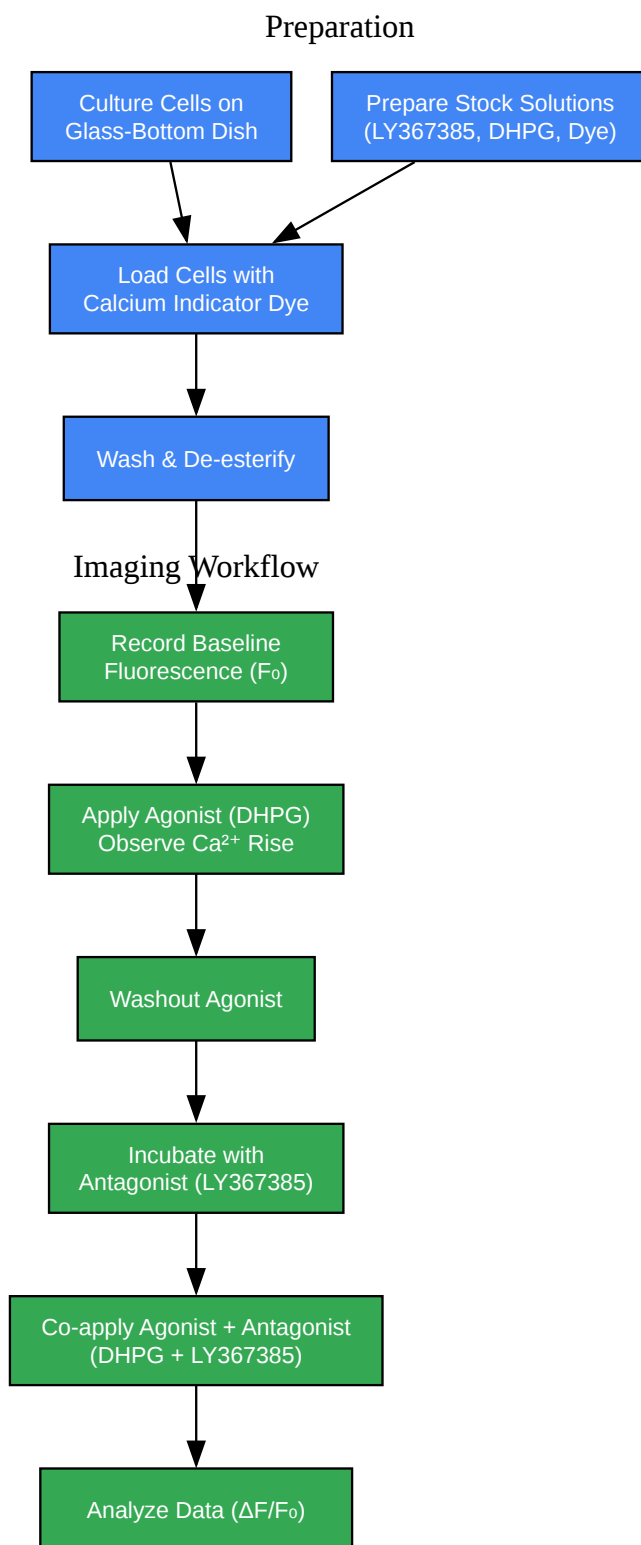 Preparation
Culture Cells on
Glass-Bottom Dish
Prepare Stock Solutions
(LY367385, DHPG, Dye)
Load Cells with
Calcium Indicator Dye
Wash & De-esterify
Imaging Workflow
Record Baseline
Fluorescence (F₀)
Apply Agonist (DHPG)
Observe Ca²⁺ Rise
Washout Agonist
Incubate with
Antagonist (LY367385)
Co-apply Agonist + Antagonist
(DHPG + LY367385)
Analyze Data (ΔF/F₀)